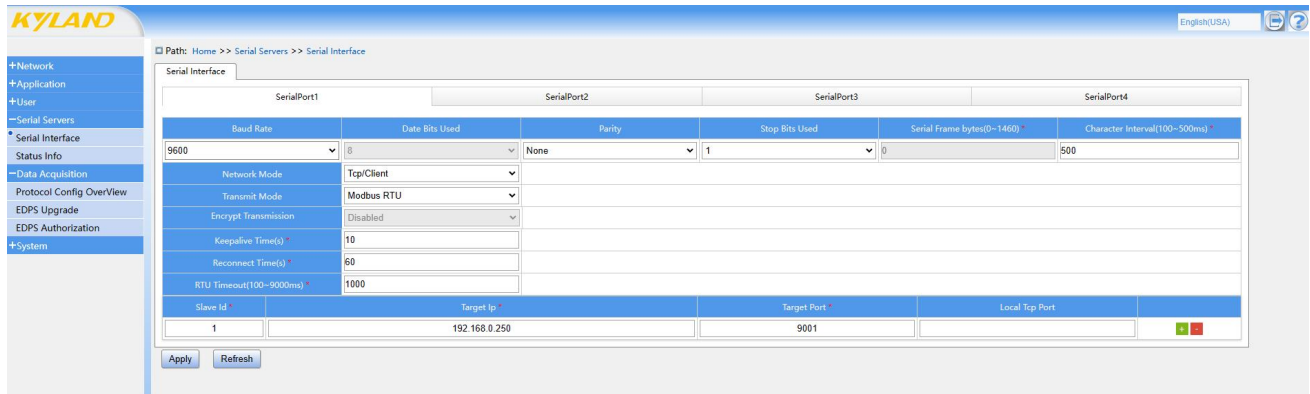 KYLAND
English(USA)
Path: Home >> Serial Servers >> Serial Interface
+Network
+Application
+User
−Serial Servers
Serial Interface
Status Info
−Data Acquisition
Protocol Config OverView
EDPS Upgrade
EDPS Authorization
+System
Serial Interface
SerialPort1 SerialPort2 SerialPort3 SerialPort4
Baud Rate Date Bits Used Parity Stop Bits Used Serial Frame bytes(0~1460) * Character Interval(100~500ms) *
9600 8 None 1 0 500
Network Mode Tcp/Client
Transmit Mode Modbus RTU
Encrypt Transmission Disabled
Keepalive Time(s) * 10
Reconnect Time(s) * 60
RTU Timeout(100~9000ms) * 1000
Slave Id * Target Ip * Target Port * Local Tcp Port
1 192.168.0.250 9001 + -
Apply Refresh